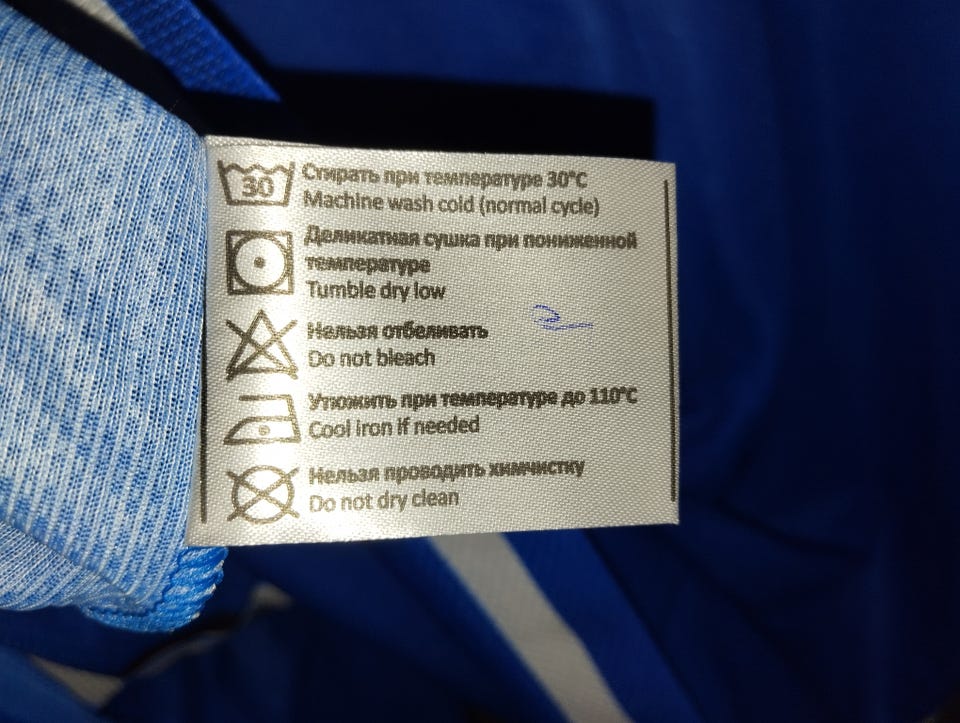 30 Стирать при температуре 30°C
Machine wash cold (normal cycle)
Деликатная сушка при пониженной
температуре
Tumble dry low
Нельзя отбеливать
Do not bleach
Утюжить при температуре до 110°C
Cool iron if needed
Нельзя проводить химчистку
Do not dry clean